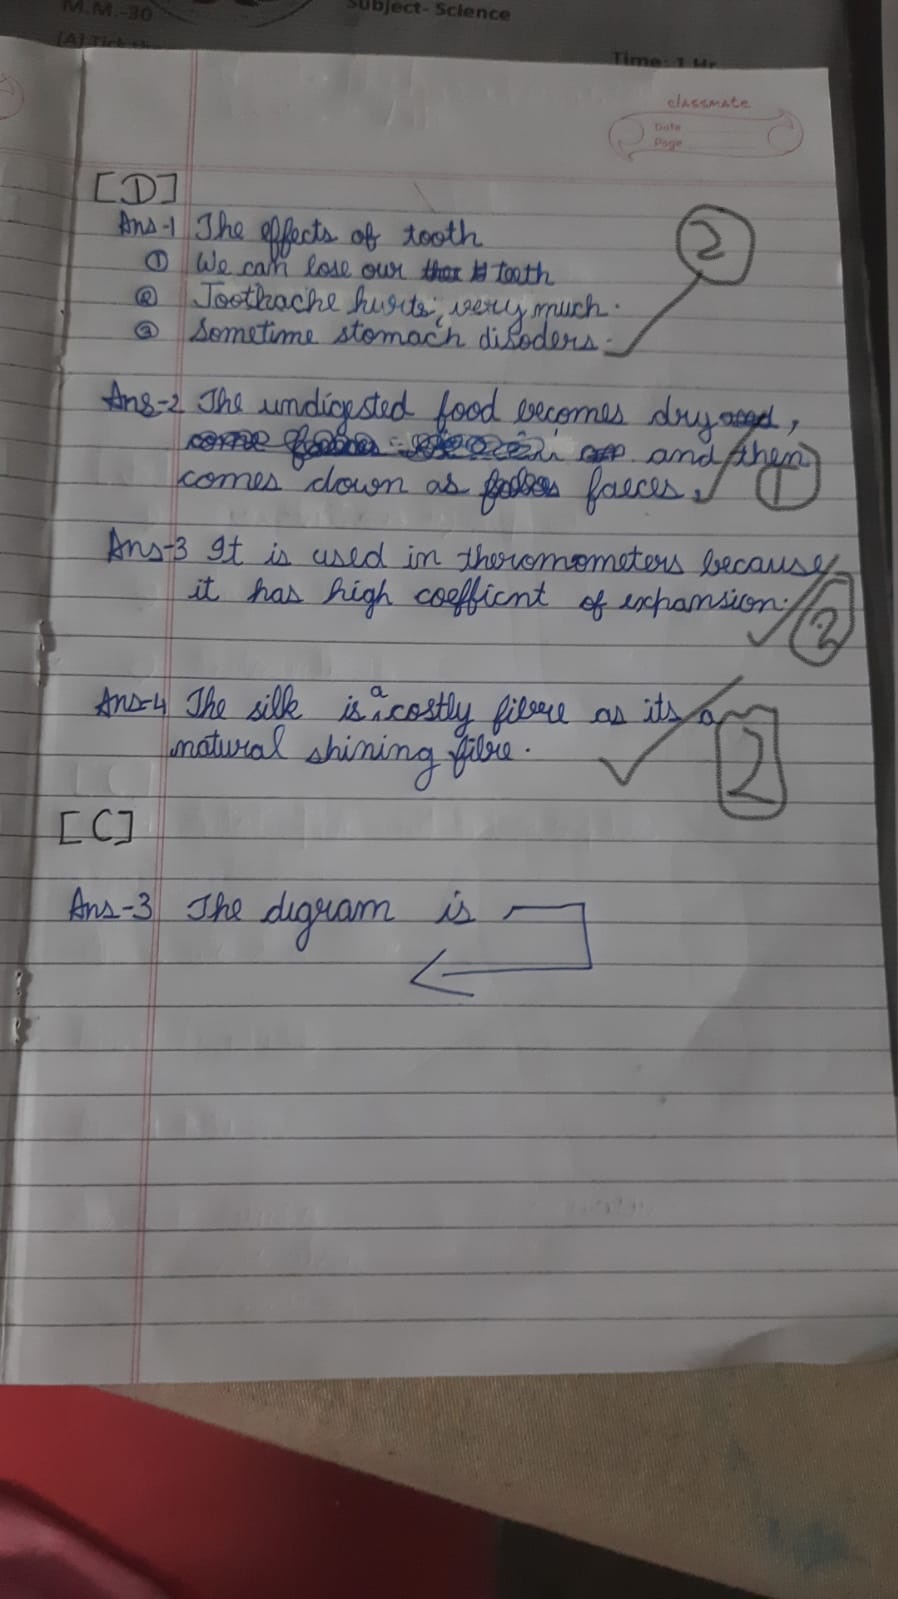 M.M.-30
Subject- Science
Time: 1 Hr
classmate
Date
Page
[D]
Ans-1 The effects of tooth
① We can lose our teeth
② Toothache hurts, very much.
③ Sometime stomach disoders.
2
Ans-2 The undigested food becomes dry,
and then
comes down as faeces.
1
Ans-3 It is used in theromometers because
it has high coefficnt of expansion.
2
Ans-4 The silk is a costly fibre as its a
natural shining fibre.
2
[C]
Ans-3 The digram is